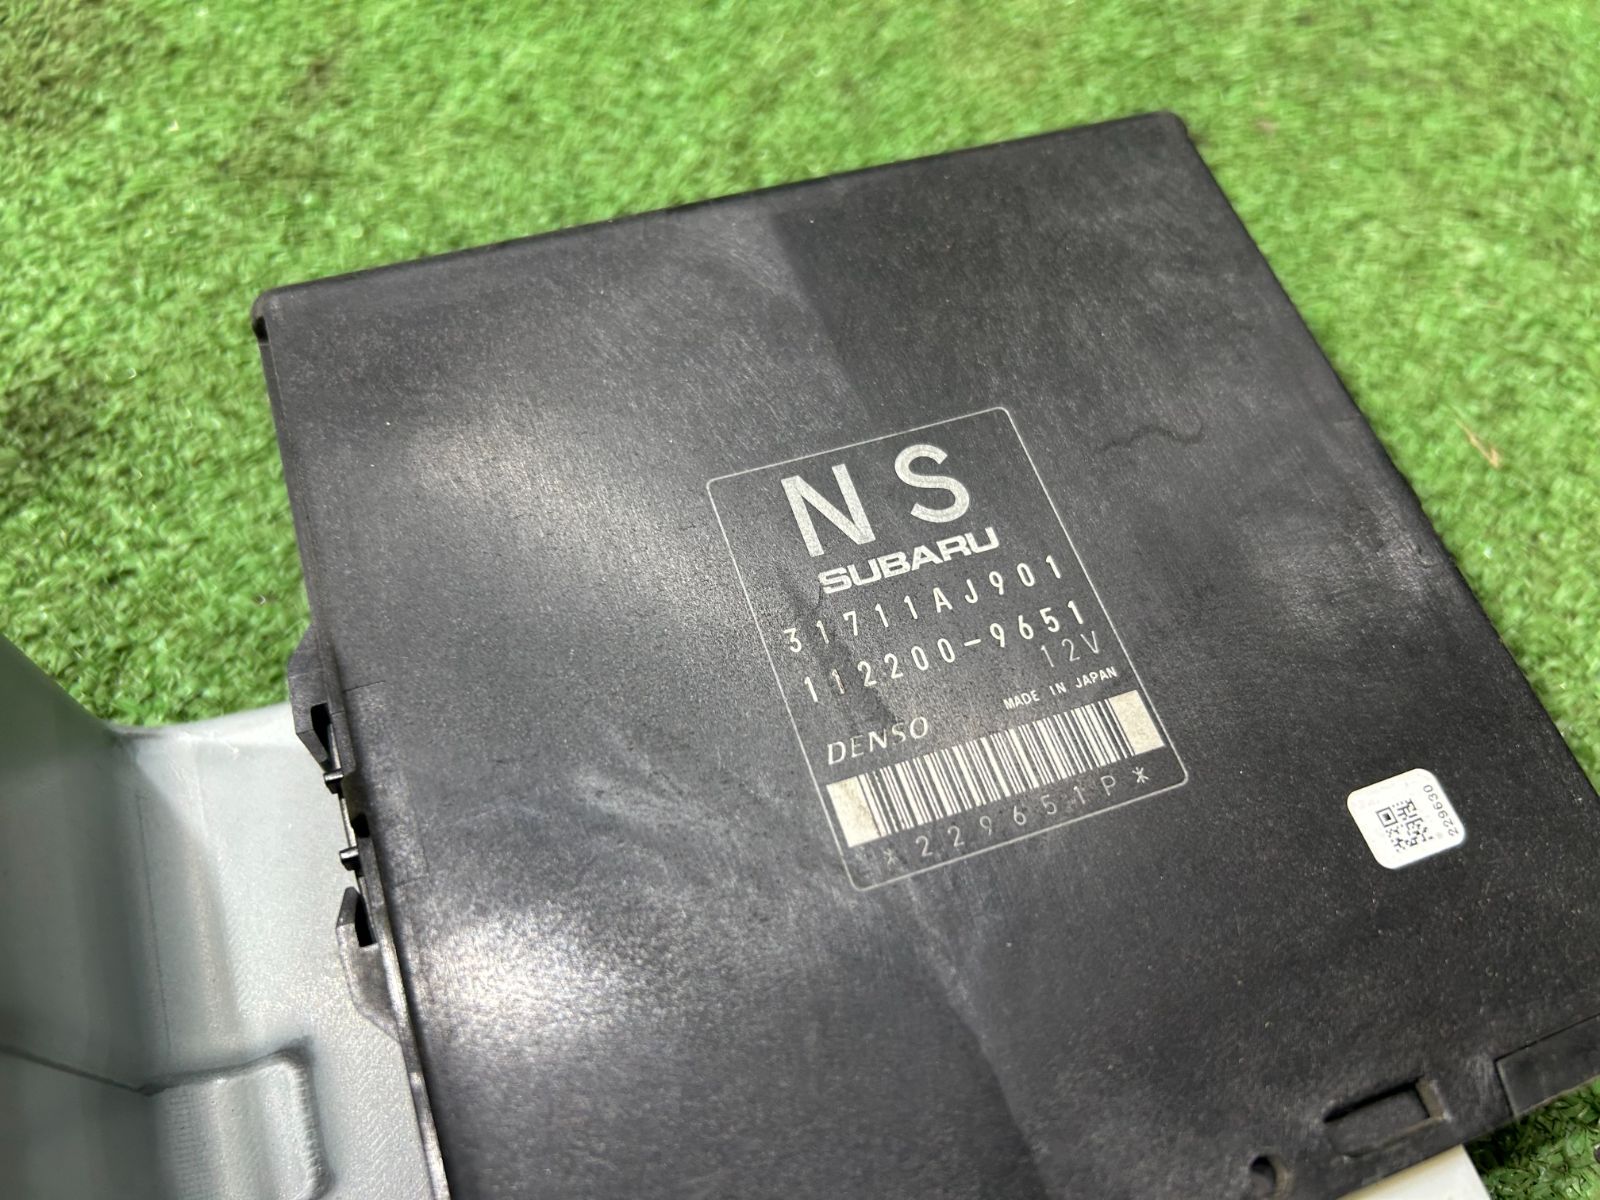 NS
SUBARU
31711AJ901
112200-9651
12V
MADE IN JAPAN
DENSO
*229651P*
229630